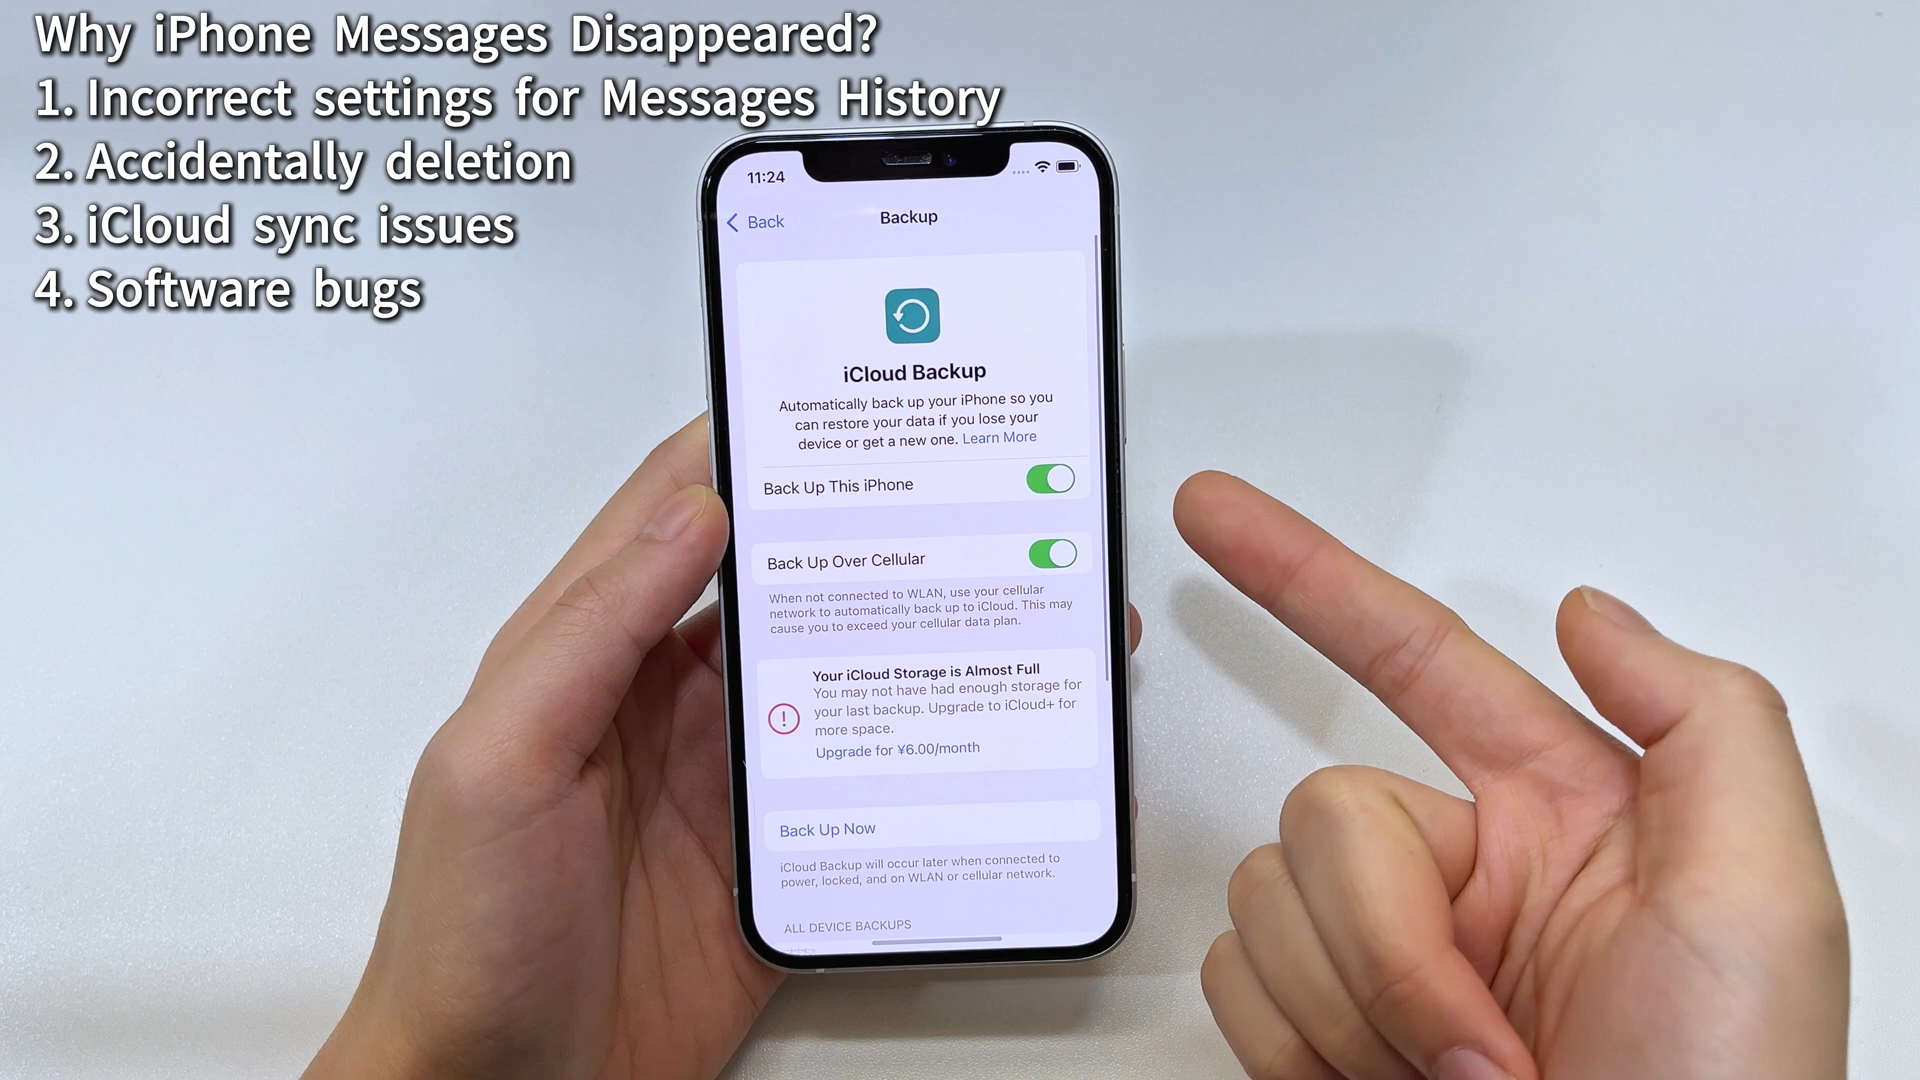 Why iPhone Messages Disappeared?
1. Incorrect settings for Messages History
2. Accidentally deletion
3. iCloud sync issues
4. Software bugs
11:24
Back
Backup
iCloud Backup
Automatically back up your iPhone so you
can restore your data if you lose your
device or get a new one. Learn More
Back Up This iPhone
Back Up Over Cellular
When not connected to WLAN, use your cellular
network to automatically back up to iCloud. This may
cause you to exceed your cellular data plan.
Your iCloud Storage is Almost Full
You may not have had enough storage for
your last backup. Upgrade to iCloud+ for
more space.
Upgrade for ¥6.00/month
Back Up Now
iCloud Backup will occur later when connected to
power, locked, and on WLAN or cellular network.
ALL DEVICE BACKUPS